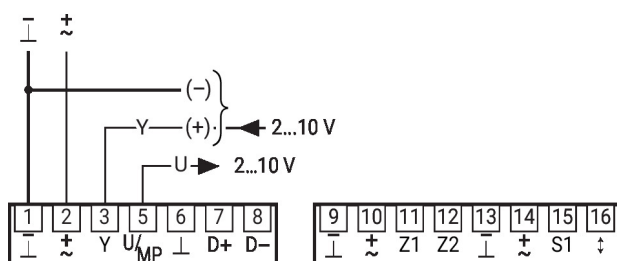 − +
⊥ ~
(−)
Y (+) 2...10 V
U 2...10 V
1 2 3 5 6 7 8 9 10 11 12 13 14 15 16
⊥ ~ Y U/MP ⊥ D+ D− ⊥ ~ Z1 Z2 ⊥ ~ S1 ↕